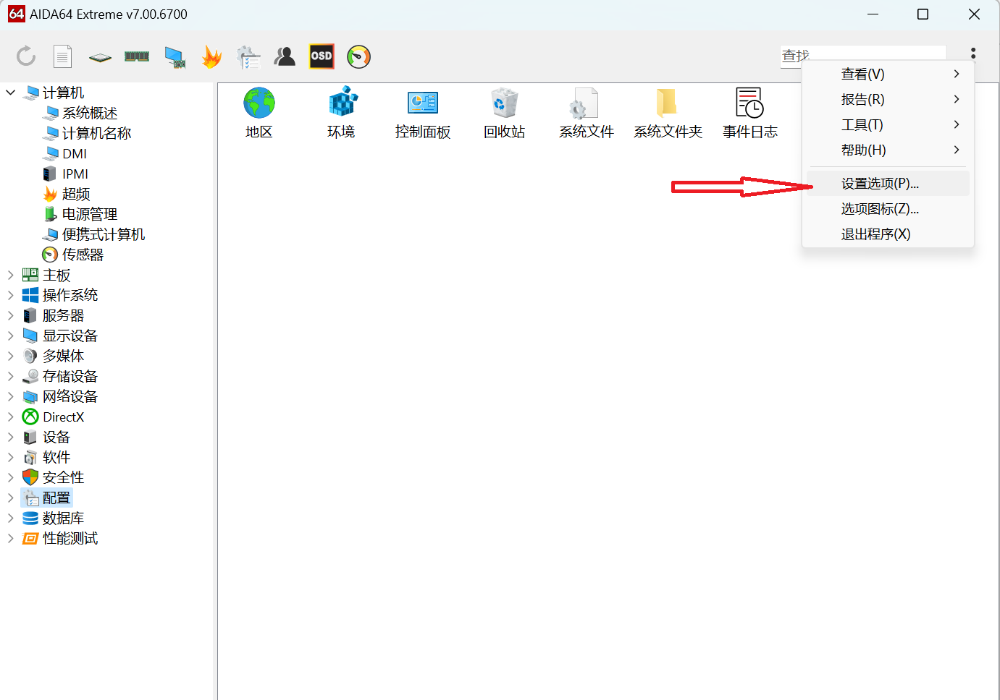 64 AIDA64 Extreme v7.00.6700
OSD
查找
查看(V)
报告(R)
工具(T)
帮助(H)
设置选项(P)...
选项图标(Z)...
退出程序(X)
计算机
系统概述
计算机名称
DMI
IPMI
超频
电源管理
便携式计算机
传感器
主板
操作系统
服务器
显示设备
多媒体
存储设备
网络设备
DirectX
设备
软件
安全性
配置
数据库
性能测试
地区
环境
控制面板
回收站
系统文件
系统文件夹
事件日志